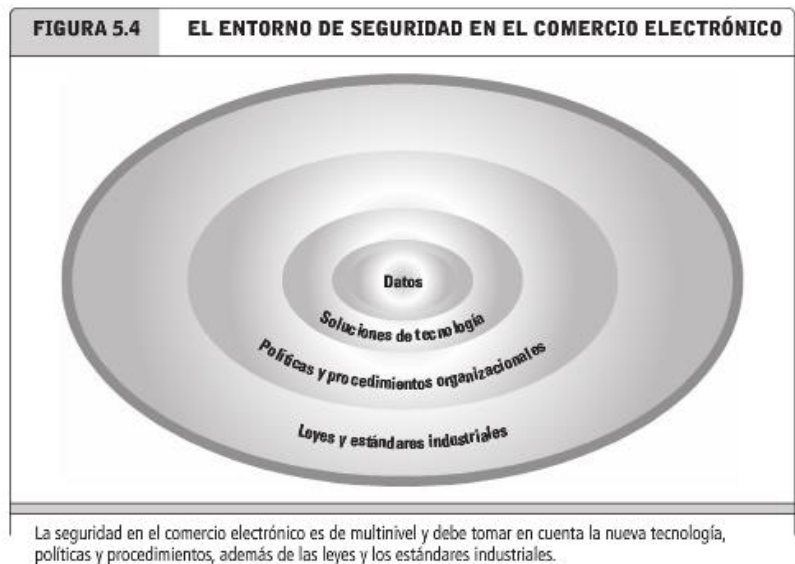 FIGURA 5.4 EL ENTORNO DE SEGURIDAD EN EL COMERCIO ELECTRÓNICO
Datos
Soluciones de tecnología
Políticas y procedimientos organizacionales
Leyes y estándares industriales
La seguridad en el comercio electrónico es de multinivel y debe tomar en cuenta la nueva tecnología,
políticas y procedimientos, además de las leyes y los estándares industriales.